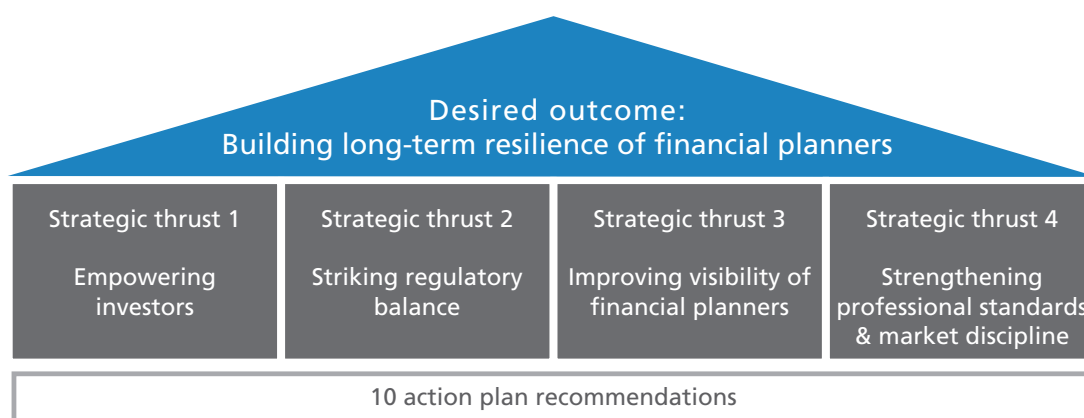 Desired outcome:
Building long-term resilience of financial planners
Strategic thrust 1
Empowering
investors
Strategic thrust 2
Striking regulatory
balance
Strategic thrust 3
Improving visibility of
financial planners
Strategic thrust 4
Strengthening
professional standards
& market discipline
10 action plan recommendations